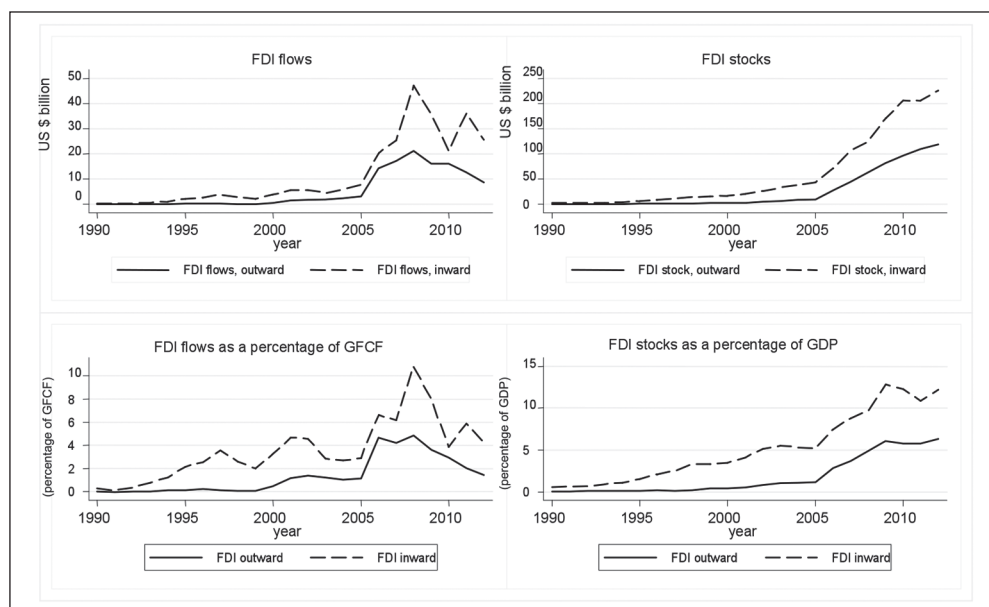 FDI flows
US $ billion
50
40
30
20
10
0
1990 1995 2000 2005 2010
year
FDI flows, outward FDI flows, inward
FDI stocks
US $ billion
250
200
150
100
50
0
1990 1995 2000 2005 2010
year
FDI stock, outward FDI stock, inward
FDI flows as a percentage of GFCF
(percentage of GFCF)
10
8
6
4
2
0
1990 1995 2000 2005 2010
year
FDI outward FDI inward
FDI stocks as a percentage of GDP
(percentage of GDP)
15
10
5
0
1990 1995 2000 2005 2010
year
FDI outward FDI inward